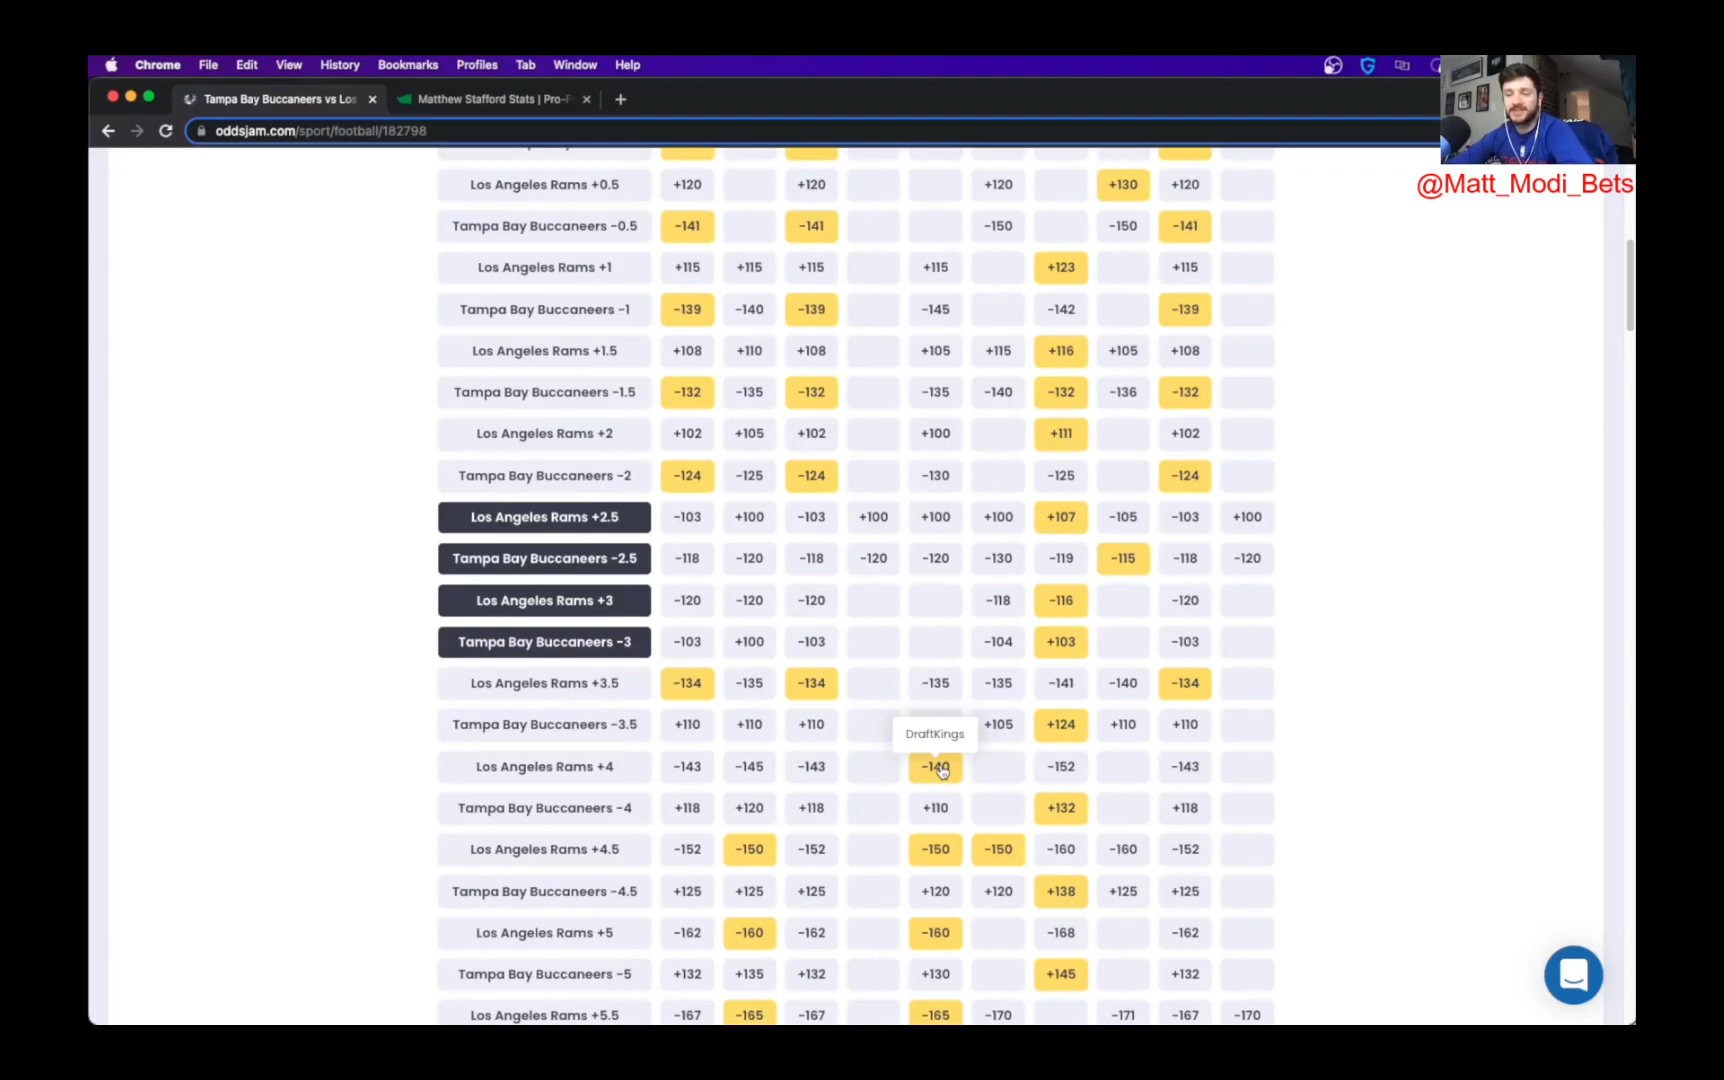 Chrome File Edit View History Bookmarks Profiles Tab Window Help
Tampa Bay Buccaneers vs Los
Matthew Stafford Stats | Pro-F
oddsjam.com/sport/football/182798
@Matt_Modi_Bets
Los Angeles Rams +0.5 +120 +120 +120 +130 +120
Tampa Bay Buccaneers -0.5 -141 -141 -150 -150 -141
Los Angeles Rams +1 +115 +115 +115 +115 +123 +115
Tampa Bay Buccaneers -1 -139 -140 -139 -145 -142 -139
Los Angeles Rams +1.5 +108 +110 +108 +105 +115 +116 +105 +108
Tampa Bay Buccaneers -1.5 -132 -135 -132 -135 -140 -132 -136 -132
Los Angeles Rams +2 +102 +105 +102 +100 +111 +102
Tampa Bay Buccaneers -2 -124 -125 -124 -130 -125 -124
Los Angeles Rams +2.5 -103 +100 -103 +100 +100 +100 +107 -105 -103 +100
Tampa Bay Buccaneers -2.5 -118 -120 -118 -120 -120 -130 -119 -115 -118 -120
Los Angeles Rams +3 -120 -120 -120 -118 -116 -120
Tampa Bay Buccaneers -3 -103 +100 -103 -104 +103 -103
Los Angeles Rams +3.5 -134 -135 -134 -135 -135 -141 -140 -134
Tampa Bay Buccaneers -3.5 +110 +110 +110 +105 +124 +110 +110
DraftKings
Los Angeles Rams +4 -143 -145 -143 -140 -152 -143
Tampa Bay Buccaneers -4 +118 +120 +118 +110 +132 +118
Los Angeles Rams +4.5 -152 -150 -152 -150 -150 -160 -160 -152
Tampa Bay Buccaneers -4.5 +125 +125 +125 +120 +120 +138 +125 +125
Los Angeles Rams +5 -162 -160 -162 -160 -168 -162
Tampa Bay Buccaneers -5 +132 +135 +132 +130 +145 +132
Los Angeles Rams +5.5 -167 -165 -167 -165 -170 -171 -167 -170